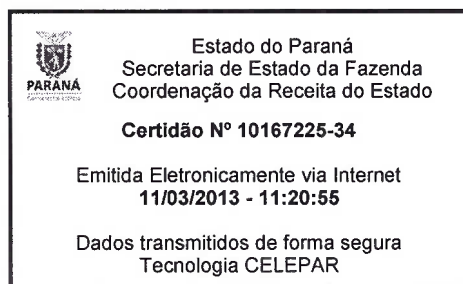 Estado do Paraná
Secretaria de Estado da Fazenda
Coordenação da Receita do Estado
PARANÁ
Certidão Nº 10167225-34
Emitida Eletronicamente via Internet
11/03/2013 - 11:20:55
Dados transmitidos de forma segura
Tecnologia CELEPAR